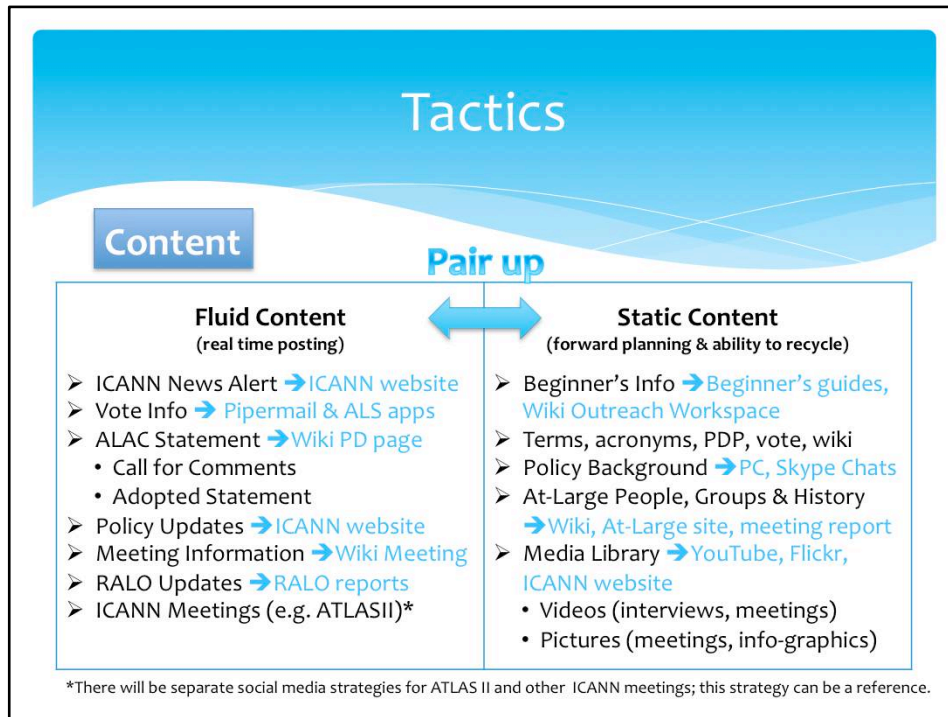 Tactics
Content
Pair up
Fluid Content
(real time posting)
➢ ICANN News Alert ➔ICANN website
➢ Vote Info ➔ Pipermail & ALS apps
➢ ALAC Statement ➔Wiki PD page
• Call for Comments
• Adopted Statement
➢ Policy Updates ➔ICANN website
➢ Meeting Information ➔Wiki Meeting
➢ RALO Updates ➔RALO reports
➢ ICANN Meetings (e.g. ATLASII)*
Static Content
(forward planning & ability to recycle)
➢ Beginner’s Info ➔Beginner’s guides,
Wiki Outreach Workspace
➢ Terms, acronyms, PDP, vote, wiki
➢ Policy Background ➔PC, Skype Chats
➢ At-Large People, Groups & History
➔Wiki, At-Large site, meeting report
➢ Media Library ➔YouTube, Flickr,
ICANN website
• Videos (interviews, meetings)
• Pictures (meetings, info-graphics)
*There will be separate social media strategies for ATLAS II and other ICANN meetings; this strategy can be a reference.